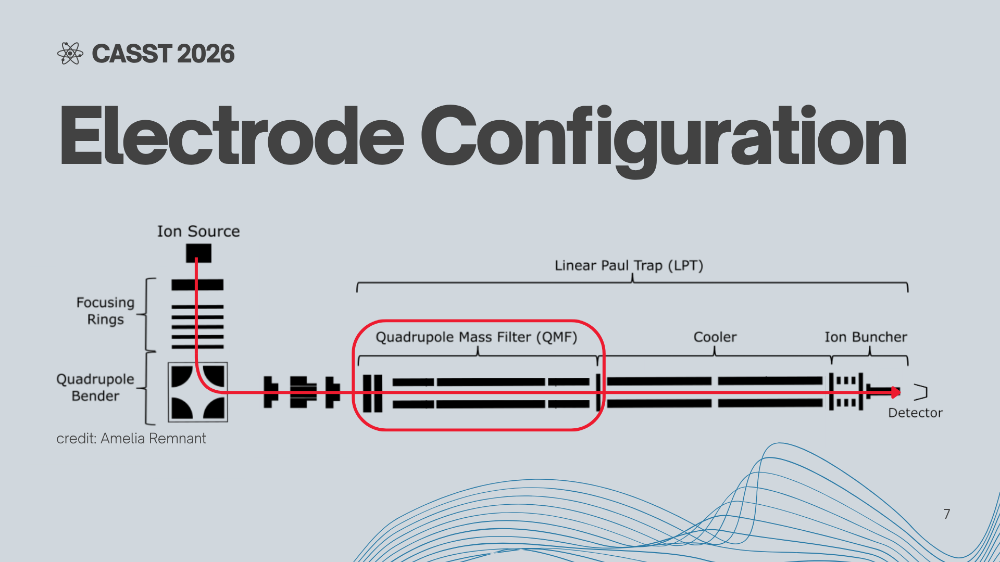 CASST 2026
Electrode Configuration
Ion Source
Linear Paul Trap (LPT)
Focusing
Rings
Quadrupole Mass Filter (QMF)
Cooler
Ion Buncher
Quadrupole
Bender
Detector
credit: Amelia Remnant
7